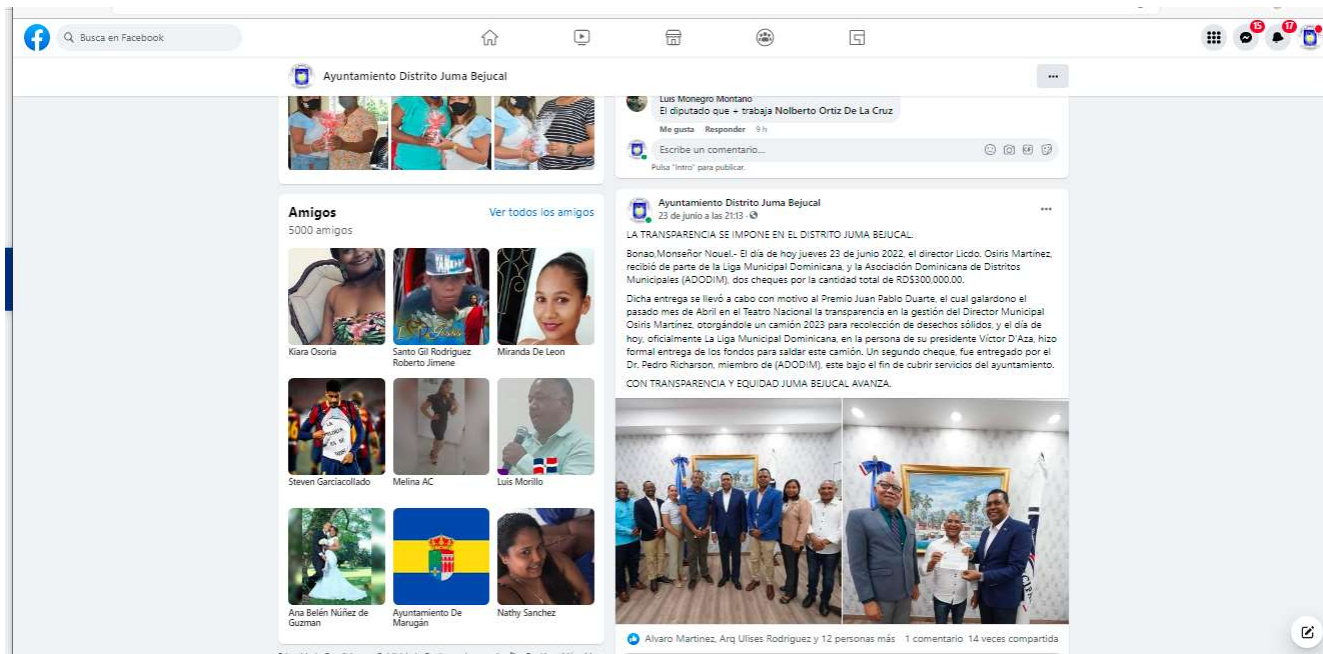 Busca en Facebook
15
17
Ayuntamiento Distrito Juma Bejucal
Amigos
Ver todos los amigos
5000 amigos
Kiara Osoria
Santo Gil Rodriguez
Roberto Jimene
Miranda De Leon
Steven Garciacollado
Melina AC
Luis Morillo
Ana Belén Núñez de
Guzman
Ayuntamiento De
Marugán
Nathy Sanchez
Luis Monegro Montano
El diputado que + trabaja Nolberto Ortiz De La Cruz
Me gusta Responder 9 h
Escribe un comentario...
Pulsa "Intro" para publicar.
Ayuntamiento Distrito Juma Bejucal
23 de junio a las 21:13
LA TRANSPARENCIA SE IMPONE EN EL DISTRITO JUMA BEJUCAL.
Bonao,Monseñor Nouel.- El día de hoy jueves 23 de junio 2022, el director Licdo. Osiris Martínez,
recibió de parte de la Liga Municipal Dominicana, y la Asociación Dominicana de Distritos
Municipales (ADODIM), dos cheques por la cantidad total de RD$300,000.00.
Dicha entrega se llevó a cabo con motivo al Premio Juan Pablo Duarte, el cual galardono el
pasado mes de Abril en el Teatro Nacional la transparencia en la gestión del Director Municipal
Osiris Martínez, otorgándole un camión 2023 para recolección de desechos sólidos, y el día de
hoy, oficialmente La Liga Municipal Dominicana, en la persona de su presidente Víctor D'Aza, hizo
formal entrega de los fondos para saldar este camión. Un segundo cheque, fue entregado por el
Dr. Pedro Richarson, miembro de (ADODIM), este bajo el fin de cubrir servicios del ayuntamiento.
CON TRANSPARENCIA Y EQUIDAD JUMA BEJUCAL AVANZA.
Alvaro Martinez, Arq Ulises Rodriguez y 12 personas más 1 comentario 14 veces compartida